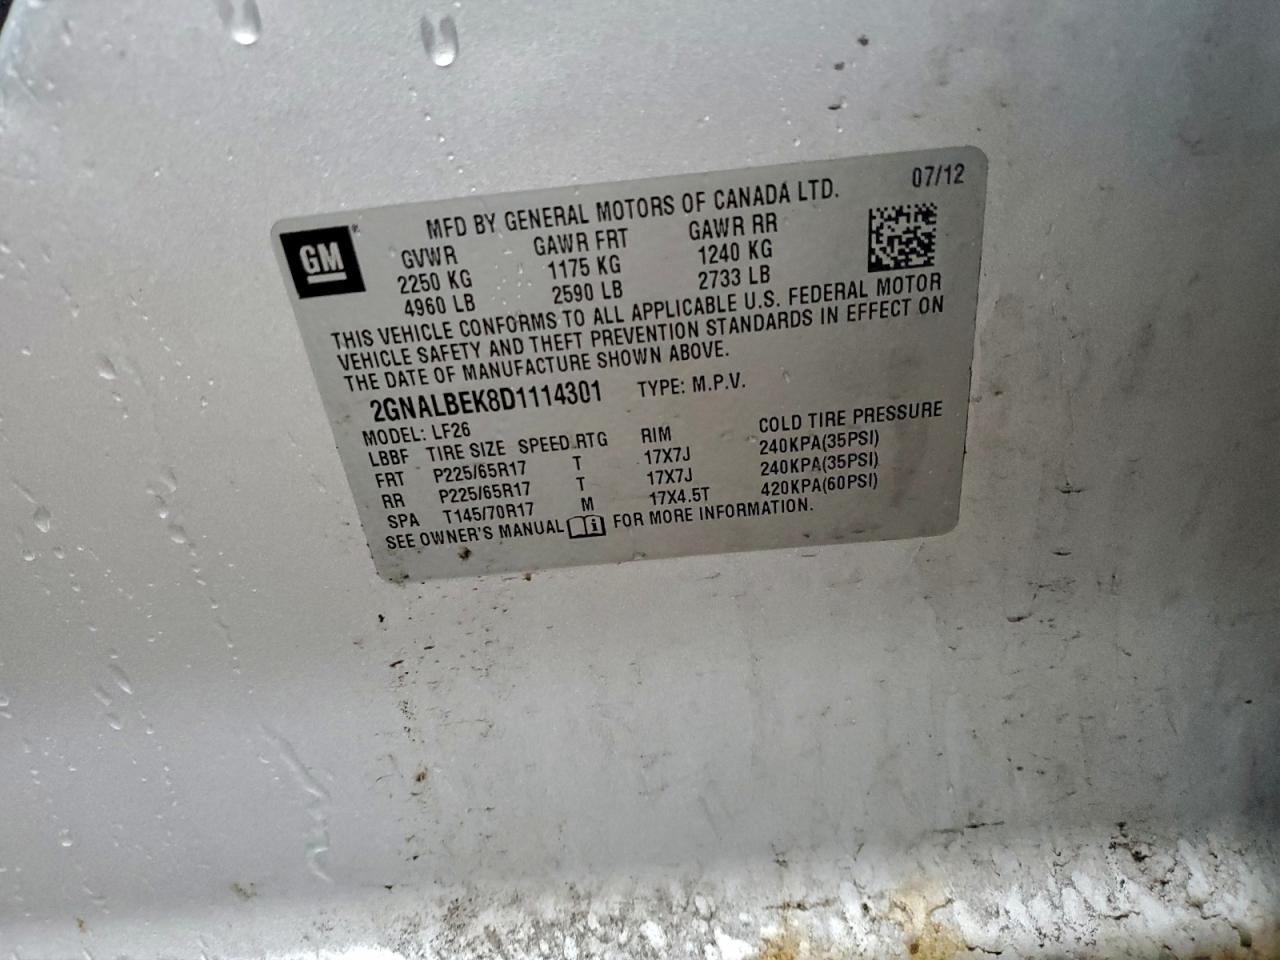 GM
MFD BY GENERAL MOTORS OF CANADA LTD. 07/12
GVWR GAWR FRT GAWR RR
2250 KG 1175 KG 1240 KG
4960 LB 2590 LB 2733 LB
THIS VEHICLE CONFORMS TO ALL APPLICABLE U.S. FEDERAL MOTOR
VEHICLE SAFETY AND THEFT PREVENTION STANDARDS IN EFFECT ON
THE DATE OF MANUFACTURE SHOWN ABOVE.
2GNALBEK8D1114301 TYPE: M.P.V.
MODEL: LF26
LBBF TIRE SIZE SPEED RTG RIM COLD TIRE PRESSURE
FRT P225/65R17 T 17X7J 240KPA(35PSI)
RR P225/65R17 T 17X7J 240KPA(35PSI)
SPA T145/70R17 M 17X4.5T 420KPA(60PSI)
SEE OWNER'S MANUAL i FOR MORE INFORMATION.